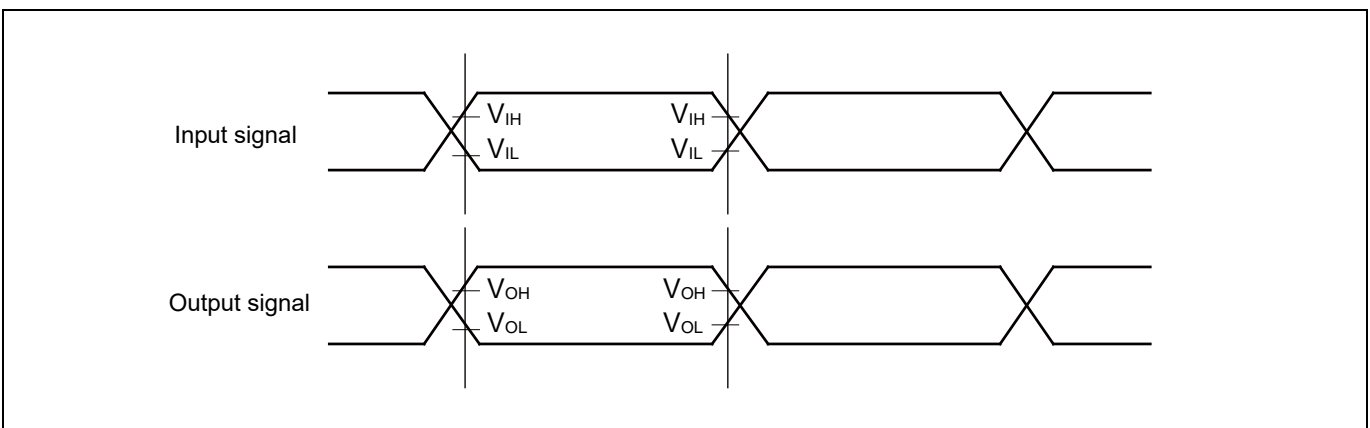 VIH VIH
Input signal
VIL VIL
VOH VOH
Output signal
VOL VOL